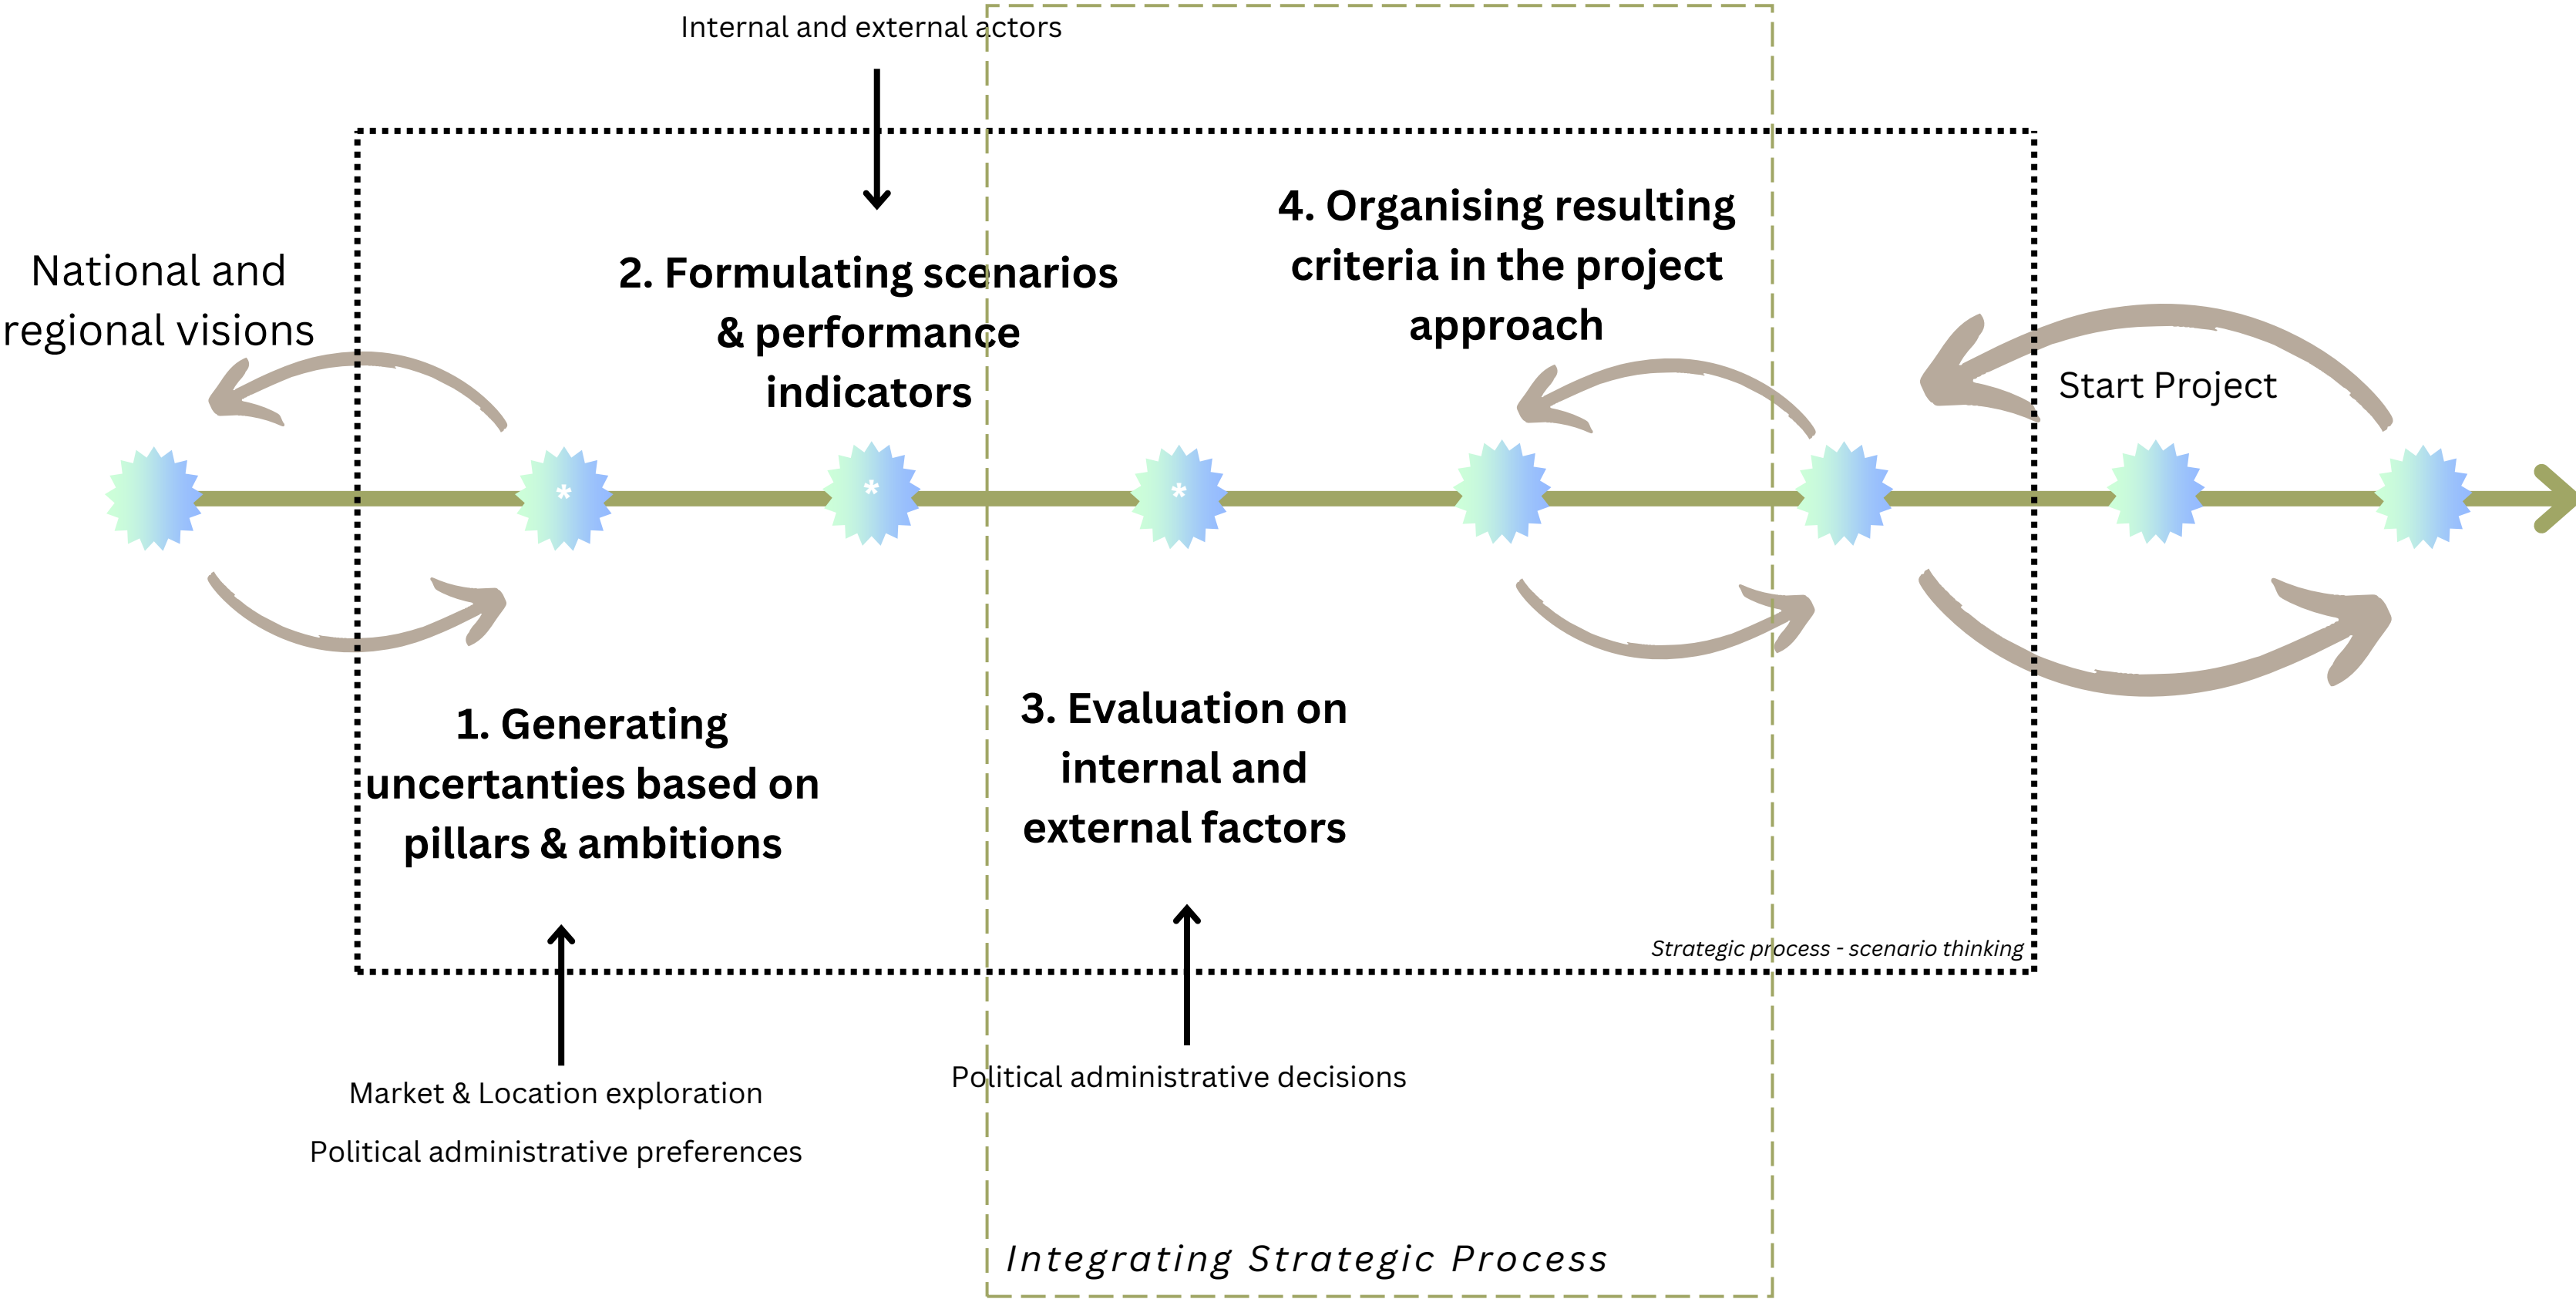 Internal and external actors
National and
regional visions
2. Formulating scenarios
& performance
indicators
4. Organising resulting
criteria in the project
approach
Start Project
*
*
*
1. Generating
uncertanties based on
pillars & ambitions
3. Evaluation on
internal and
external factors
Strategic process - scenario thinking
Market & Location exploration
Political administrative preferences
Political administrative decisions
Integrating Strategic Process